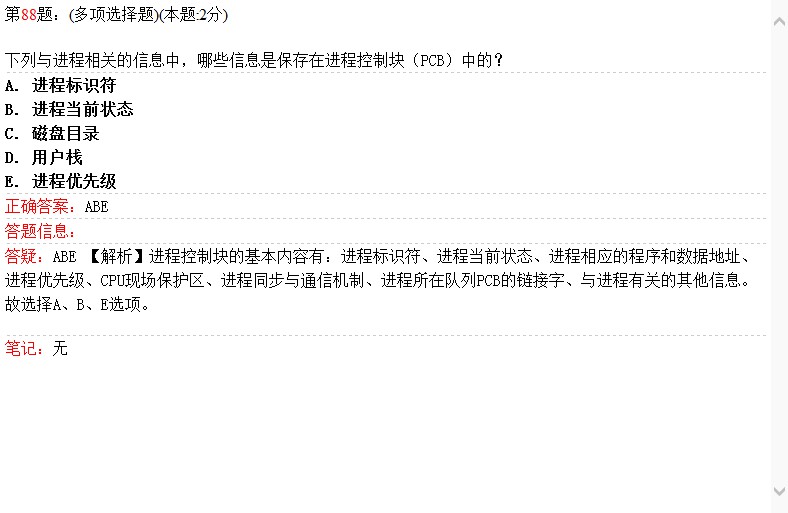 第88题：(多项选择题)(本题:2分)
下列与进程相关的信息中，哪些信息是保存在进程控制块（PCB）中的？
A. 进程标识符
B. 进程当前状态
C. 磁盘目录
D. 用户栈
E. 进程优先级
正确答案：ABE
答题信息：
答疑：ABE 【解析】进程控制块的基本内容有：进程标识符、进程当前状态、进程相应的程序和数据地址、
进程优先级、CPU现场保护区、进程同步与通信机制、进程所在队列PCB的链接字、与进程有关的其他信息。
故选择A、B、E选项。
笔记：无